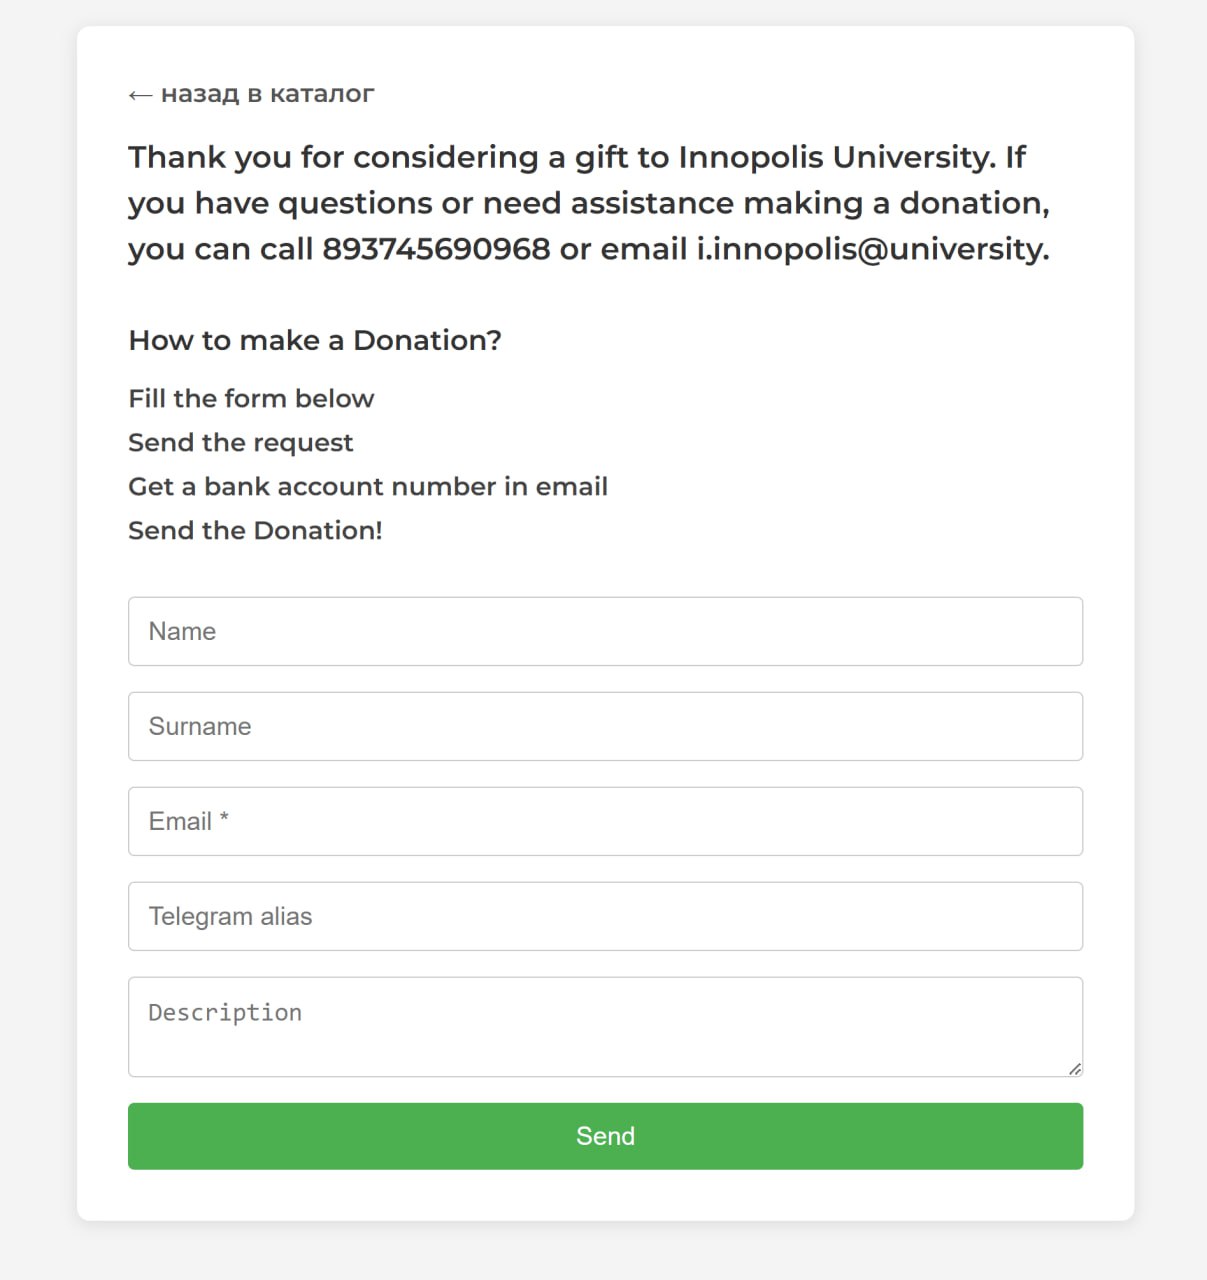 ← назад в каталог
Thank you for considering a gift to Innopolis University. If
you have questions or need assistance making a donation,
you can call 893745690968 or email i.innopolis@university.
How to make a Donation?
Fill the form below
Send the request
Get a bank account number in email
Send the Donation!
Name
Surname
Email *
Telegram alias
Description
Send